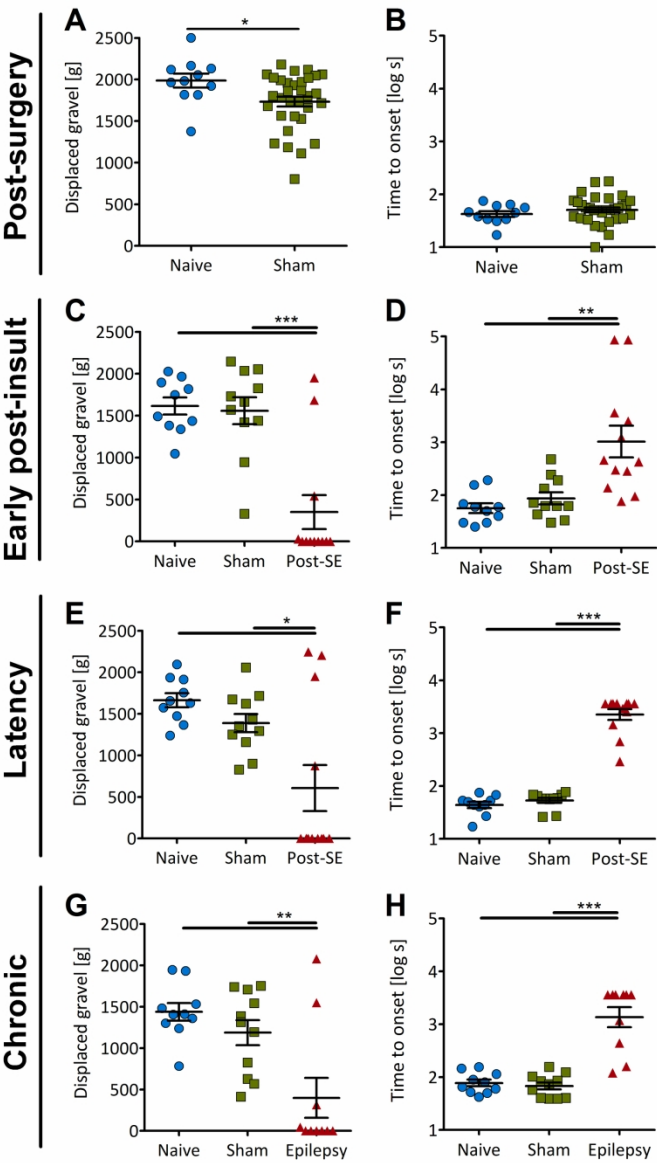 Post-surgery
A
*
Displaced gravel [g]
2500
2000
1500
1000
500
0
Naive Sham
B
Time to onset [log s]
5
4
3
2
1
Naive Sham
Early post-insult
C
***
Displaced gravel [g]
2500
2000
1500
1000
500
0
Naive Sham Post-SE
D
**
Time to onset [log s]
5
4
3
2
1
Naive Sham Post-SE
Latency
E
*
Displaced gravel [g]
2500
2000
1500
1000
500
0
Naive Sham Post-SE
F
***
Time to onset [log s]
5
4
3
2
1
Naive Sham Post-SE
Chronic
G
**
Displaced gravel [g]
2500
2000
1500
1000
500
0
Naive Sham Epilepsy
H
***
Time to onset [log s]
5
4
3
2
1
Naive Sham Epilepsy